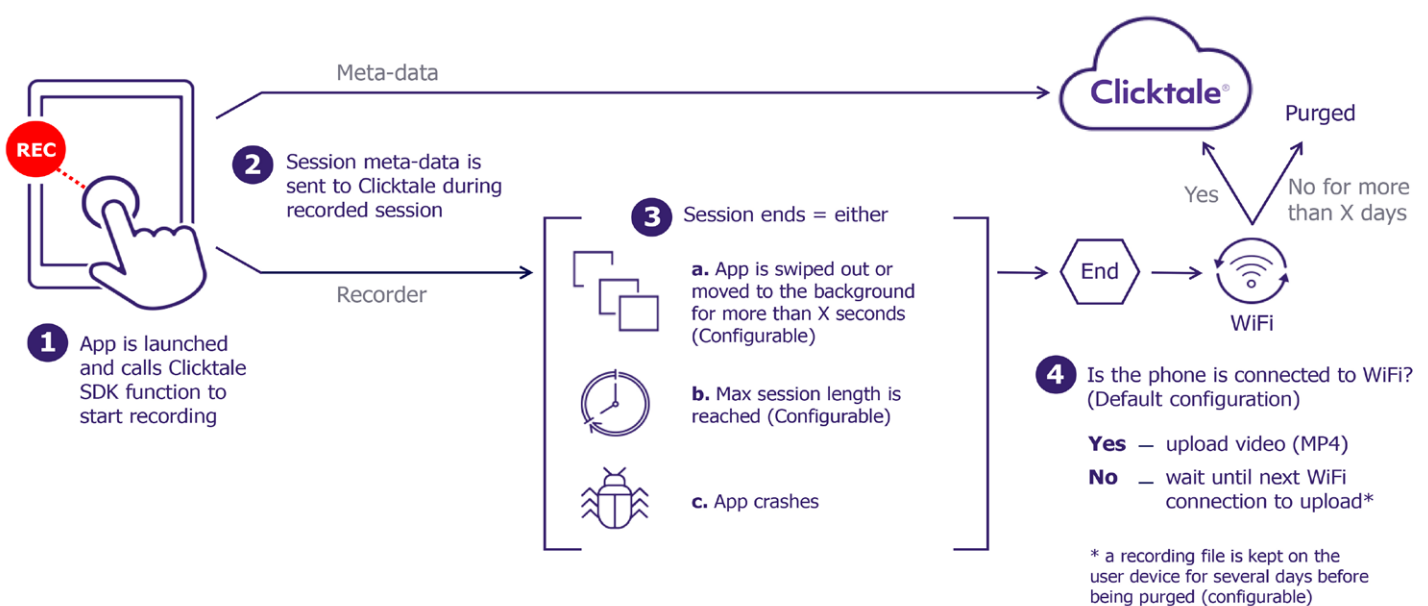 Meta-data
Clicktale®
Purged
REC
2 Session meta-data is
sent to Clicktale during
recorded session
Yes
No for more
than X days
3 Session ends = either
a. App is swiped out or
moved to the background
for more than X seconds
(Configurable)
End
WiFi
Recorder
1 App is launched
and calls Clicktale
SDK function to
start recording
b. Max session length is
reached (Configurable)
c. App crashes
4 Is the phone is connected to WiFi?
(Default configuration)
Yes – upload video (MP4)
No – wait until next WiFi
connection to upload*
* a recording file is kept on the
user device for several days before
being purged (configurable)